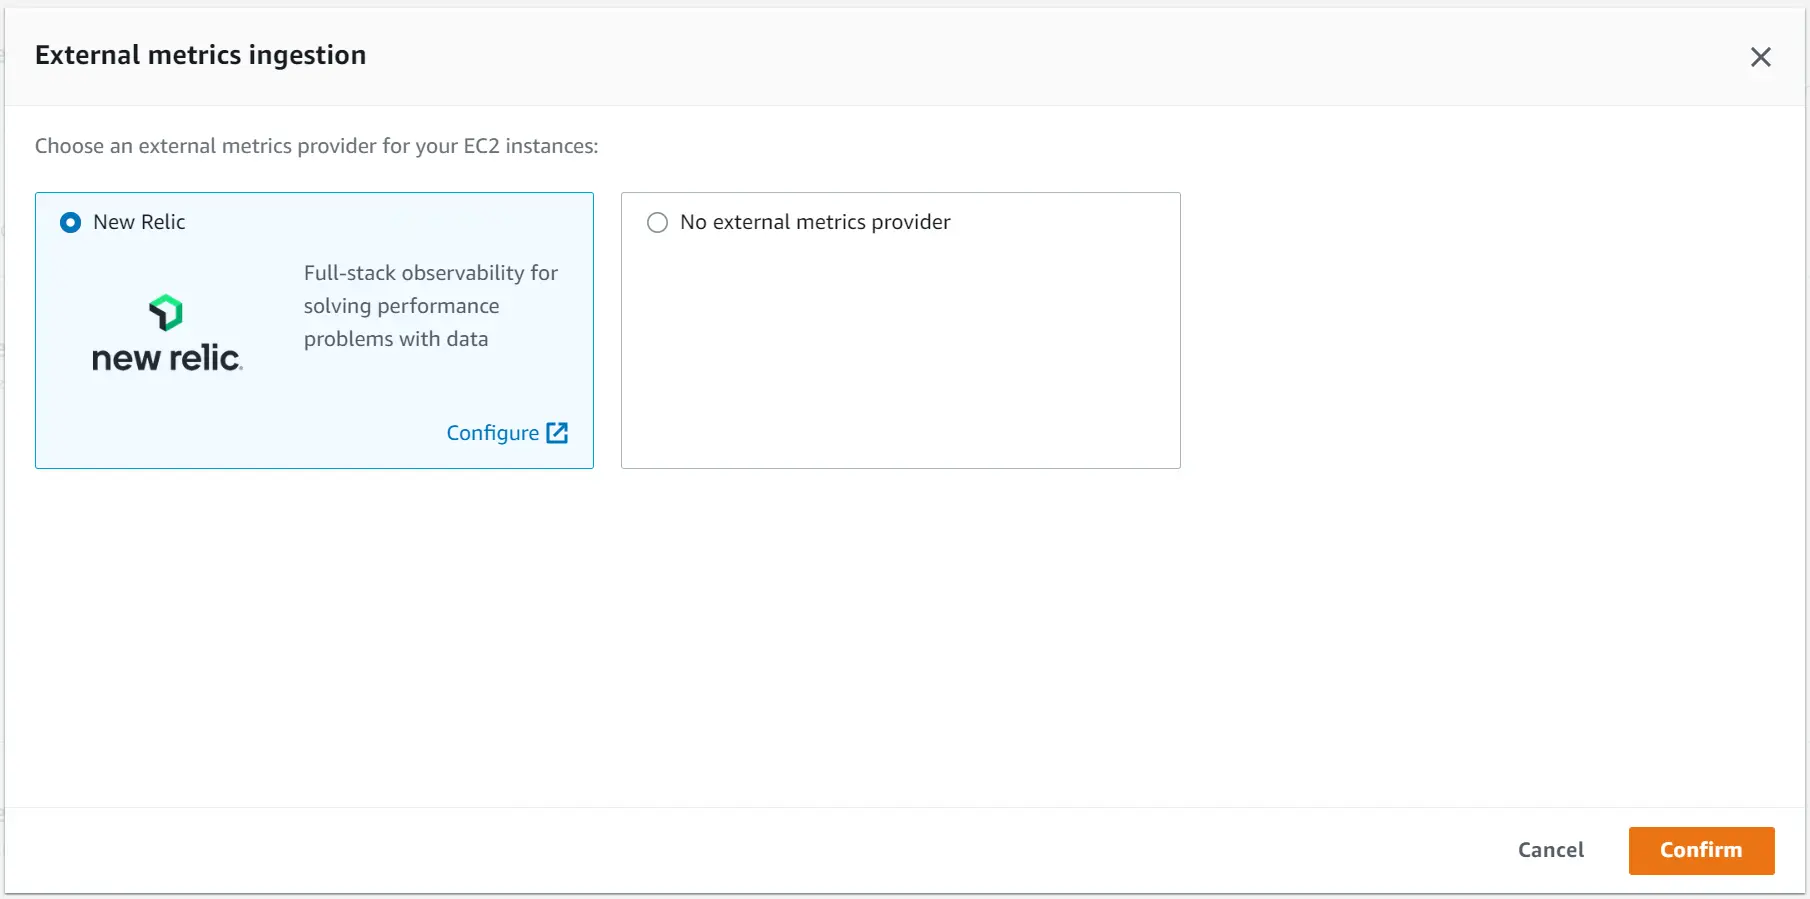 External metrics ingestion
Choose an external metrics provider for your EC2 instances:
New Relic
Full-stack observability for
solving performance
problems with data
new relic.
Configure
No external metrics provider
Cancel
Confirm